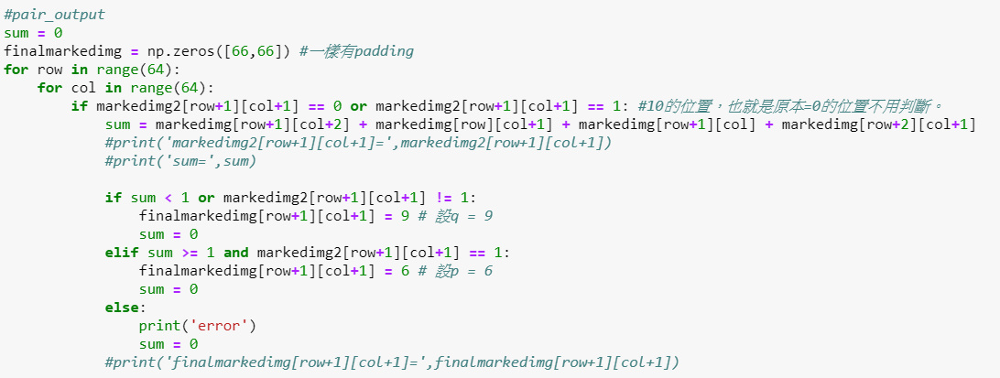 #pair_output
sum = 0
finalmarkedimg = np.zeros([66,66]) #一樣有padding
for row in range(64):
    for col in range(64):
        if markedimg2[row+1][col+1] == 0 or markedimg2[row+1][col+1] == 1: #10的位置，也就是原本=0的位置不用判斷。
            sum = markedimg[row+1][col+2] + markedimg[row][col+1] + markedimg[row+1][col] + markedimg[row+2][col+1]
            #print('markedimg2[row+1][col+1]=',markedimg2[row+1][col+1])
            #print('sum=',sum)

            if sum < 1 or markedimg2[row+1][col+1] != 1:
                finalmarkedimg[row+1][col+1] = 9 # 設q = 9
                sum = 0
            elif sum >= 1 and markedimg2[row+1][col+1] == 1:
                finalmarkedimg[row+1][col+1] = 6 # 設p = 6
                sum = 0
            else:
                print('error')
                sum = 0
            #print('finalmarkedimg[row+1][col+1]=',finalmarkedimg[row+1][col+1])